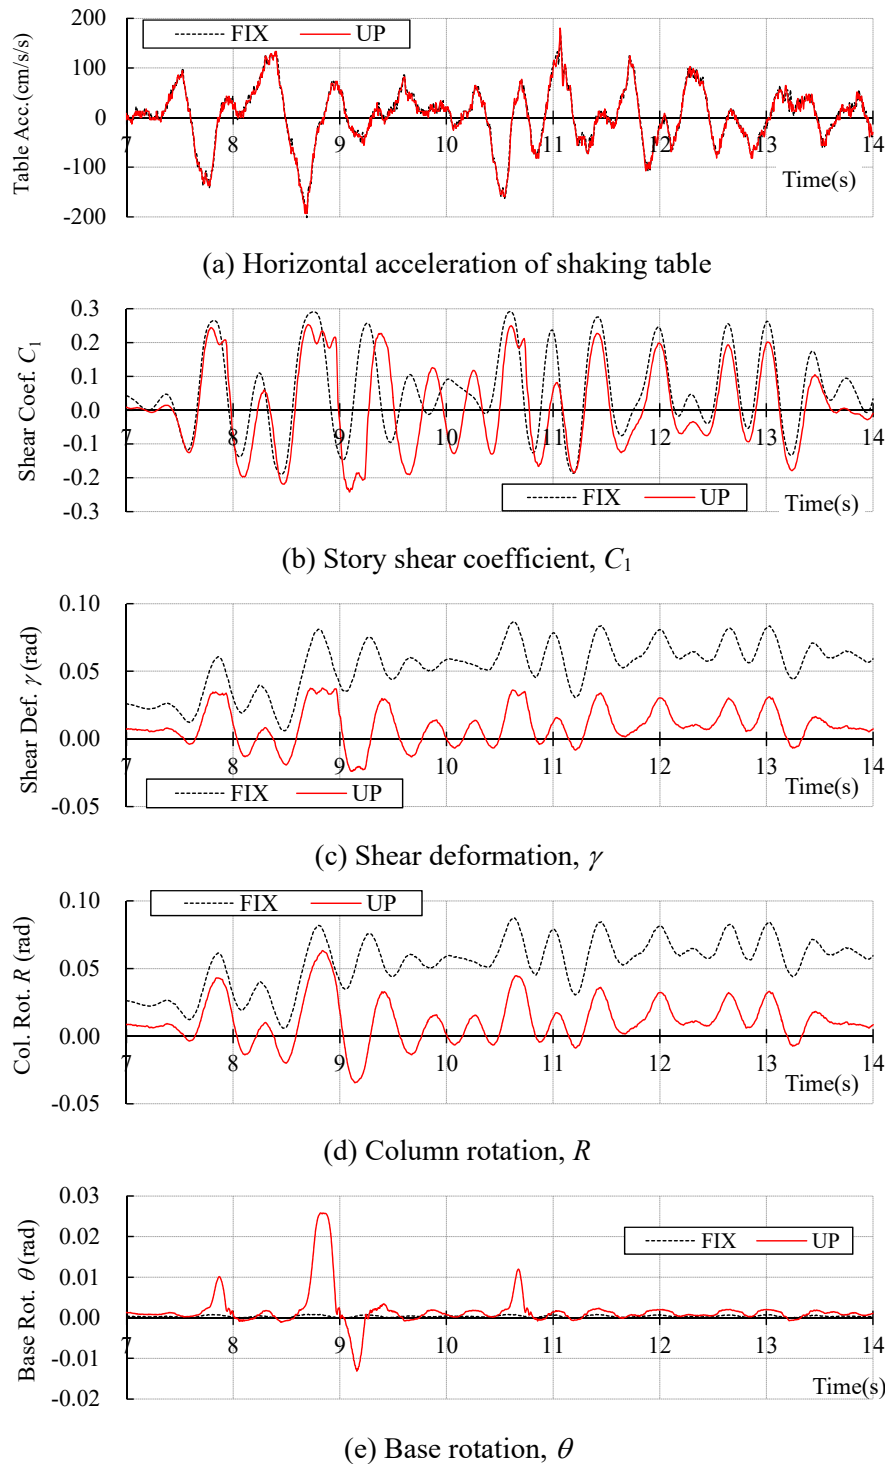 FIX UP
Table Acc.(cm/s/s)
200
100
0
-100
-200
7 8 9 10 11 12 13 14
Time(s)
(a) Horizontal acceleration of shaking table
Shear Coef. C1
0.3
0.2
0.1
0.0
-0.1
-0.2
-0.3
7 8 9 10 11 12 13 14
FIX UP
Time(s)
(b) Story shear coefficient, C1
Shear Def. γ (rad)
0.10
0.05
0.00
-0.05
7 8 9 10 11 12 13 14
Time(s)
FIX UP
(c) Shear deformation, γ
FIX UP
Col. Rot. R (rad)
0.10
0.05
0.00
-0.05
7 8 9 10 11 12 13 14
Time(s)
(d) Column rotation, R
Base Rot. θ (rad)
0.03
0.02
0.01
0.00
-0.01
-0.02
FIX UP
7 8 9 10 11 12 13 14
Time(s)
(e) Base rotation, θ